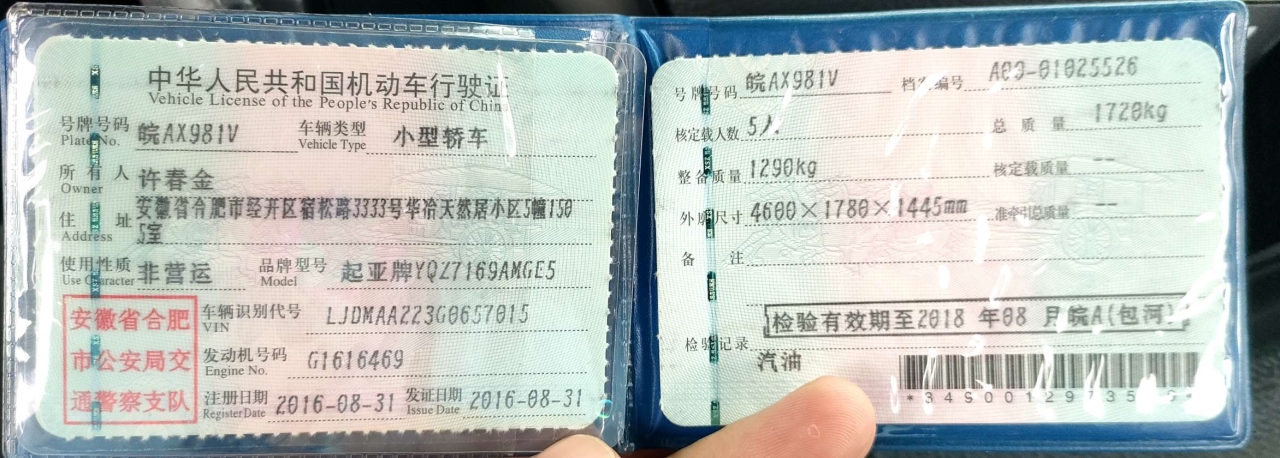 中华人民共和国机动车行驶证
Vehicle License of the People's Republic of China
号牌号码 皖AX981V 车辆类型 小型轿车
Plate No. Vehicle Type
所有人 许春金
Owner
住址 安徽省合肥市经开区宿松路3333号华冶天然居小区5幢150
Address 5室
使用性质 非营运 品牌型号 起亚牌YQZ7169AMGE5
Use Character Model
安徽省合肥
市公安局交
通警察支队
车辆识别代号 LJDMAA223G0657015
VIN
发动机号码 G1616469
Engine No.
注册日期 2016-08-31 发证日期 2016-08-31
Register Date Issue Date
号牌号码 皖AX981V 档案编号 A09-01025526
核定载人数 5人 总质量 1720kg
整备质量 1290kg 核定载质量 --
外廓尺寸 4600×1780×1445mm 准牵引总质量 --
备注
检验有效期至2018 年08 月皖A(包河)
检验记录
汽油